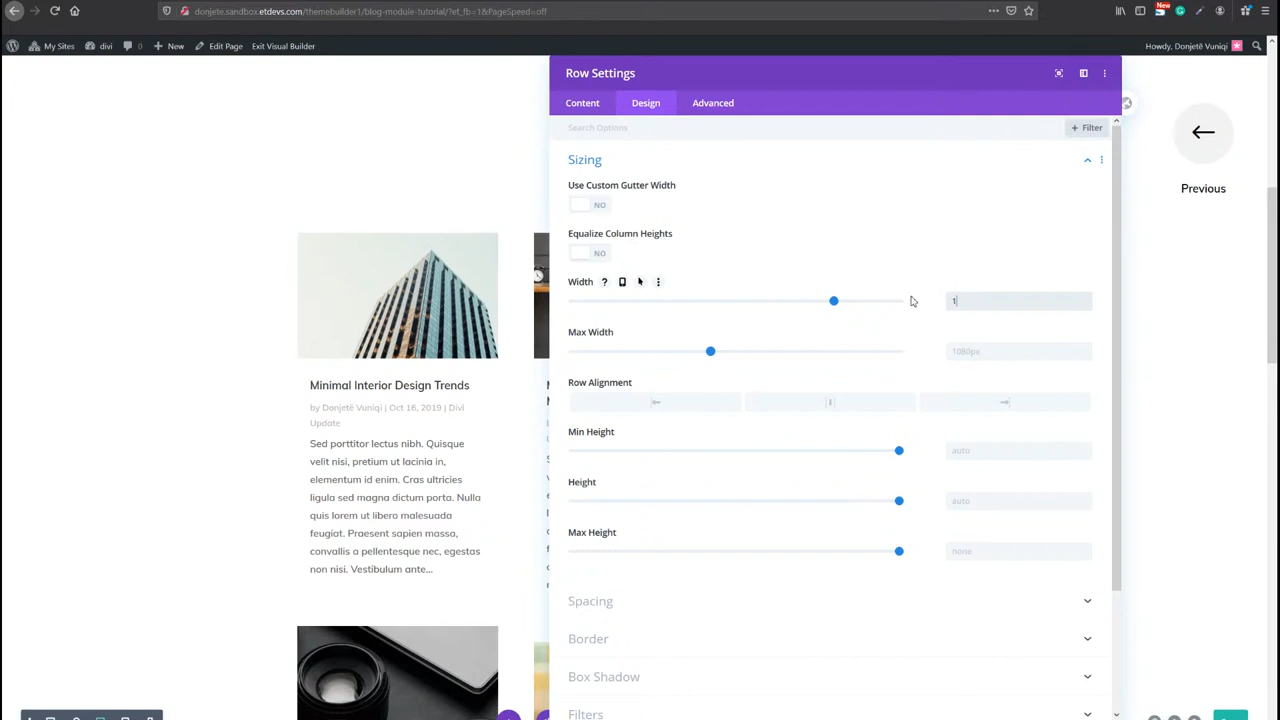 donjete.sandbox.etdevs.com/themebuilder1/blog-module-tutorial/?et_fb=1&PageSpeed=off
New
My Sites
divi
0
New
Edit Page
Exit Visual Builder
Howdy, Donjetë Vuniqi
Row Settings
Content
Design
Advanced
Search Options
+ Filter
Sizing
Use Custom Gutter Width
NO
Equalize Column Heights
NO
Width
1
Max Width
1080px
Row Alignment
Min Height
auto
Height
auto
Max Height
none
Spacing
Border
Box Shadow
Filters
Previous
Minimal Interior Design Trends
by Donjetë Vuniqi | Oct 16, 2019 | Divi
Update
Sed porttitor lectus nibh. Quisque
velit nisi, pretium ut lacinia in,
elementum id enim. Cras ultricies
ligula sed magna dictum porta. Nulla
quis lorem ut libero malesuada
feugiat. Praesent sapien massa,
convallis a pellentesque nec, egestas
non nisi. Vestibulum ante...